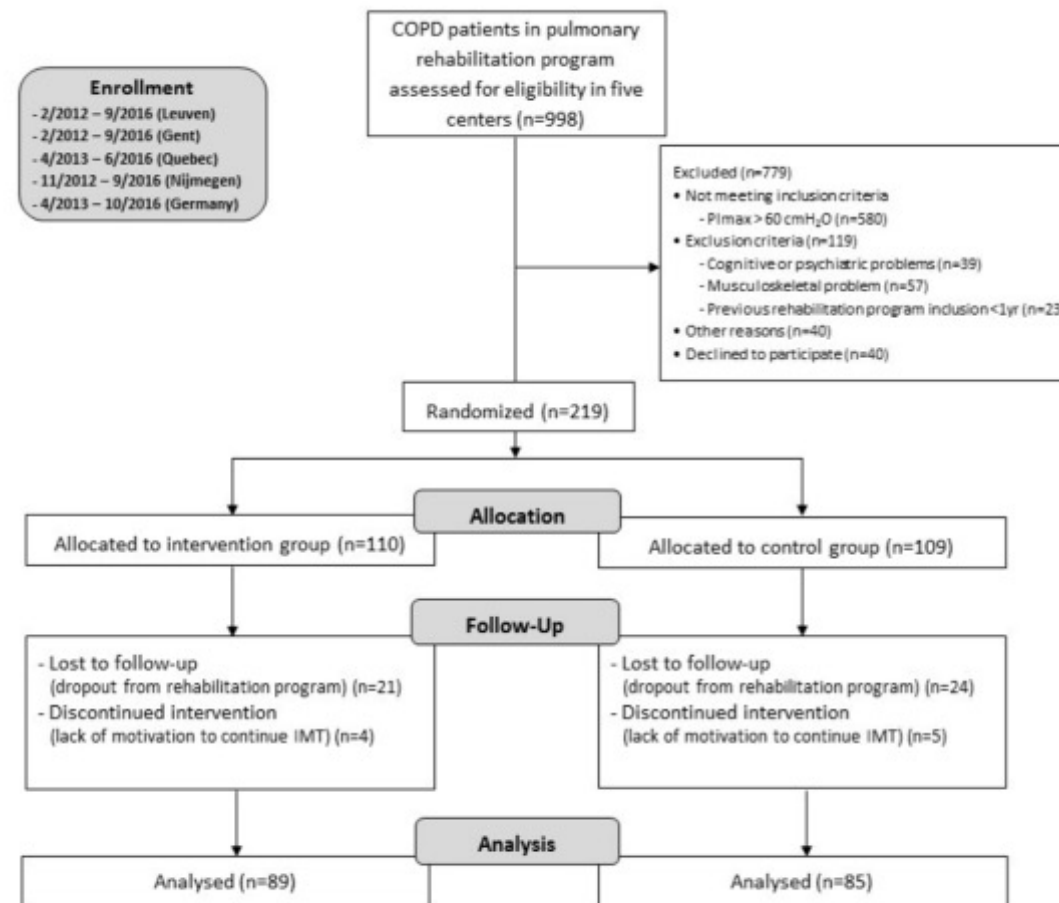 COPD patients in pulmonary
rehabilitation program
assessed for eligibility in five
centers (n=998)
Enrollment
- 2/2012 – 9/2016 (Leuven)
- 2/2012 – 9/2016 (Gent)
- 4/2013 – 6/2016 (Quebec)
- 11/2012 – 9/2016 (Nijmegen)
- 4/2013 – 10/2016 (Germany)
Excluded (n=779)
• Not meeting inclusion criteria
- PImax > 60 cmH₂O (n=580)
• Exclusion criteria (n=119)
- Cognitive or psychiatric problems (n=39)
- Musculoskeletal problem (n=57)
- Previous rehabilitation program inclusion <1yr (n=23
• Other reasons (n=40)
• Declined to participate (n=40)
Randomized (n=219)
Allocation
Allocated to intervention group (n=110)
Allocated to control group (n=109)
Follow-Up
- Lost to follow-up
(dropout from rehabilitation program) (n=21)
- Discontinued intervention
(lack of motivation to continue IMT) (n=4)
- Lost to follow-up
(dropout from rehabilitation program) (n=24)
- Discontinued intervention
(lack of motivation to continue IMT) (n=5)
Analysis
Analysed (n=89)
Analysed (n=85)